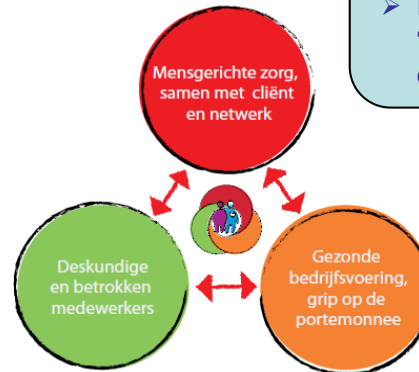 Mensgerichte zorg,
samen met cliënt
en netwerk
Deskundige
en betrokken
medewerkers
Gezonde
bedrijfsvoering,
grip op de
portemonnee